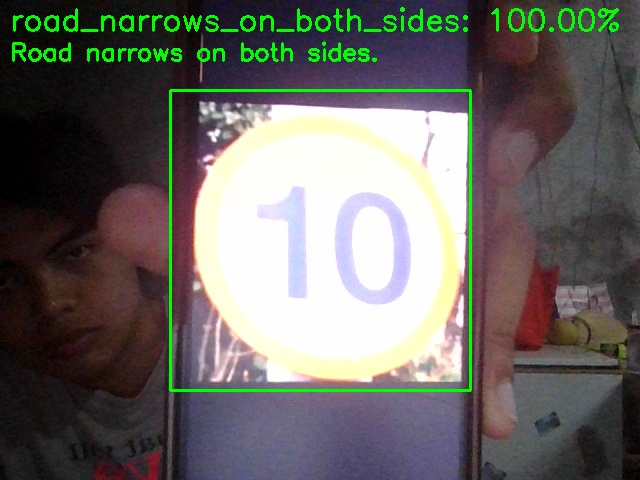 road_narrows_on_both_sides: 100.00%
Road narrows on both sides.
10